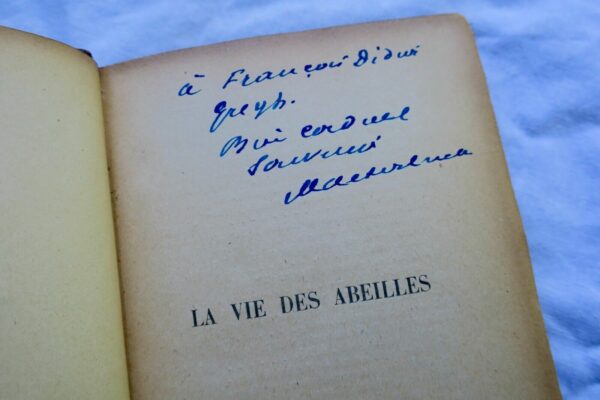 à François Didier
Gregh.
Bien cordial
souvenir
Maeterlinck
LA VIE DES ABEILLES